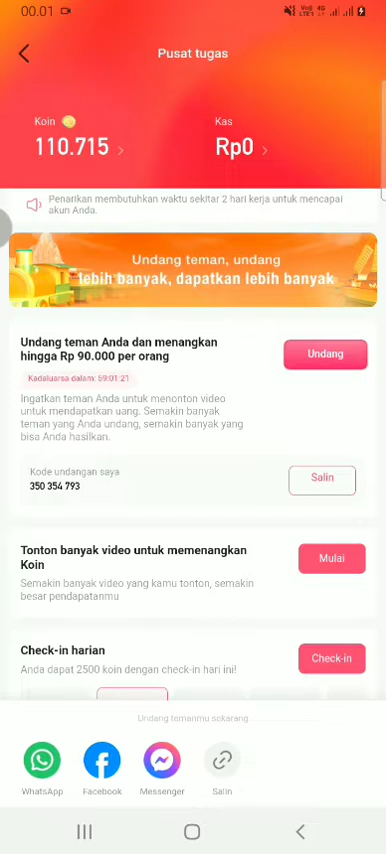 00.01
Pusat tugas
Koin
Kas
110.715
Rp0
Penarikan membutuhkan waktu sekitar 2 hari kerja untuk mencapai
akun Anda.
Undang teman, undang
lebih banyak, dapatkan lebih banyak
Undang teman Anda dan menangkan
hingga Rp 90.000 per orang
Undang
Kadaluarsa dalam: 59:01:21
Ingatkan teman Anda untuk menonton video
untuk mendapatkan uang. Semakin banyak
teman yang Anda undang, semakin banyak yang
bisa Anda hasilkan.
Kode undangan saya
350 354 793
Salin
Tonton banyak video untuk memenangkan
Koin
Mulai
Semakin banyak video yang kamu tonton, semakin
besar pendapatanmu
Check-in harian
Anda dapat 2500 koin dengan check-in hari ini!
Check-in
Undang temanmu sekarang
WhatsApp
Facebook
Messenger
Salin